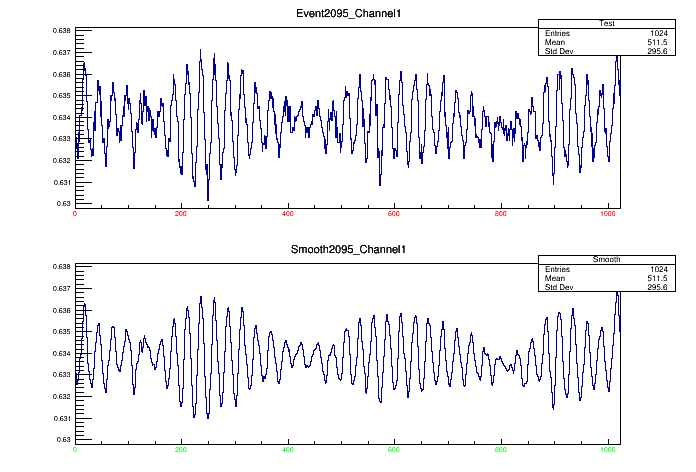 Event2095_Channel1
Test
Entries 1024
Mean 511.5
Std Dev 295.6
0.638
0.637
0.636
0.635
0.634
0.633
0.632
0.631
0.63
0 200 400 600 800 1000
Smooth2095_Channel1
Smooth
Entries 1024
Mean 511.5
Std Dev 295.6
0.638
0.637
0.636
0.635
0.634
0.633
0.632
0.631
0.63
0 200 400 600 800 1000